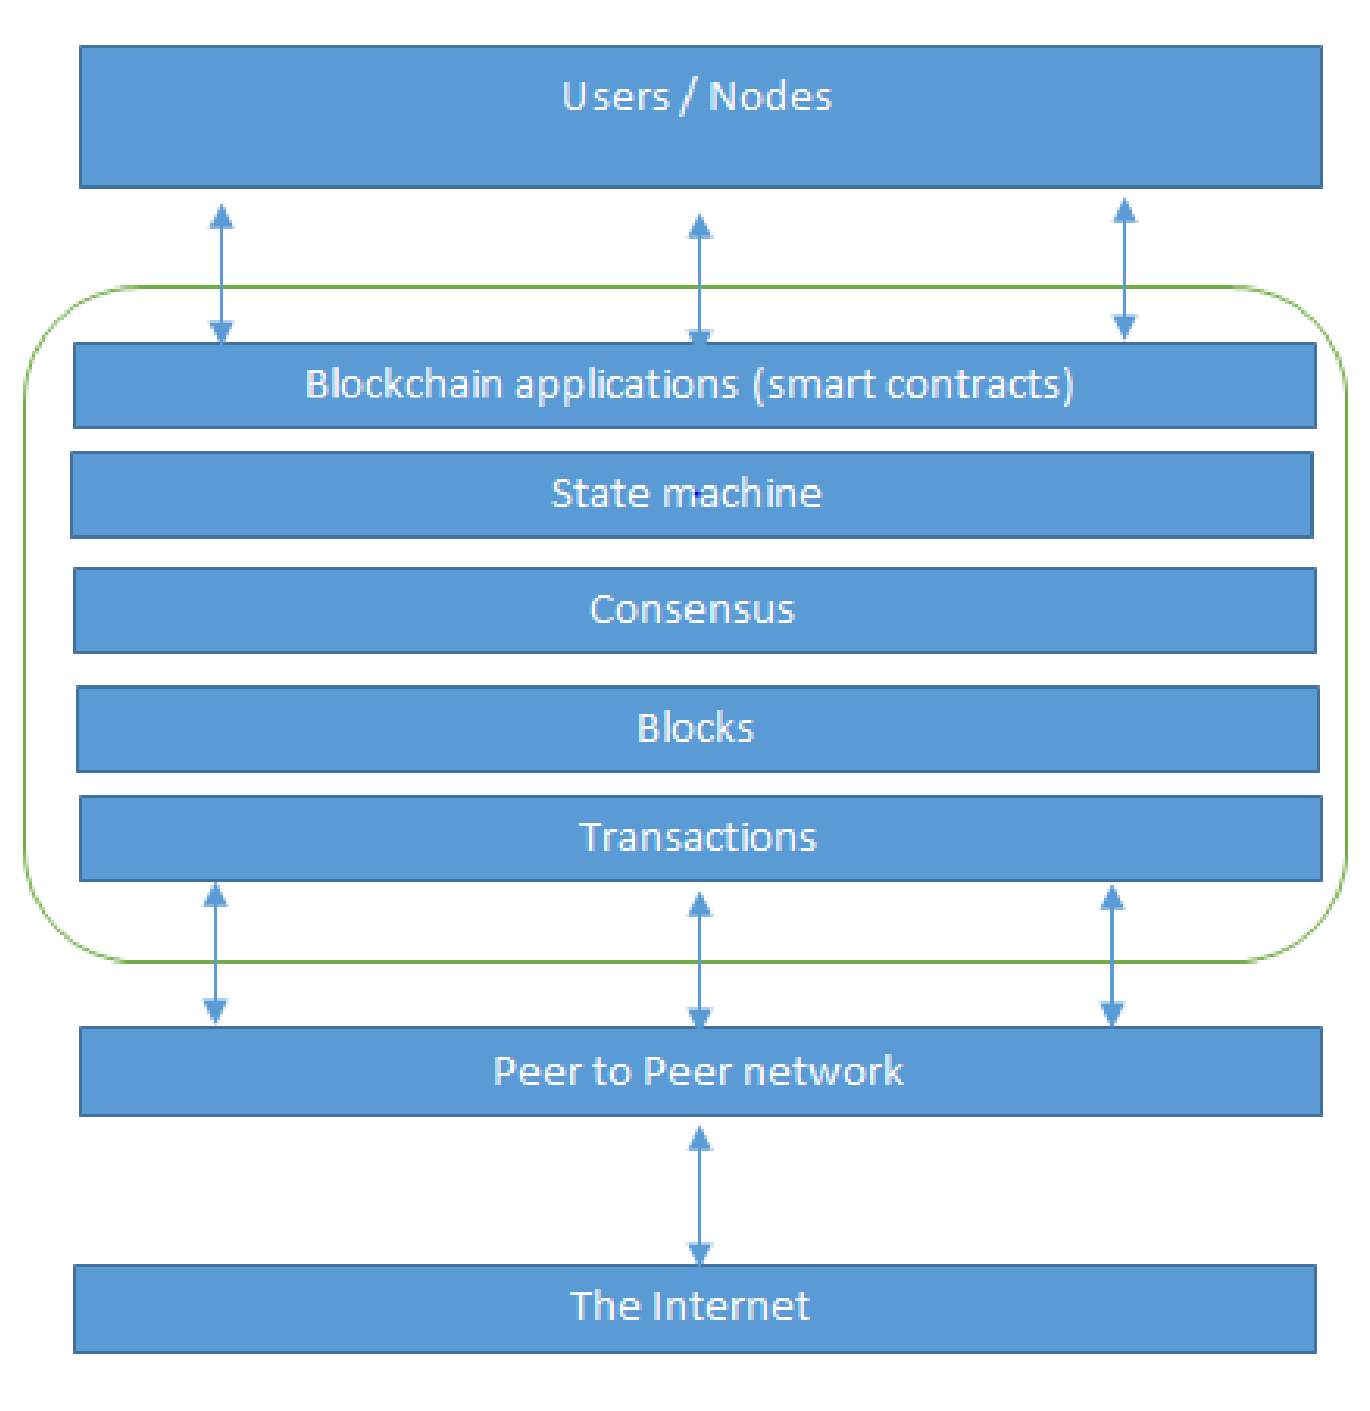 Users / Nodes
Blockchain applications (smart contracts)
State machine
Consensus
Blocks
Transactions
Peer to Peer network
The Internet